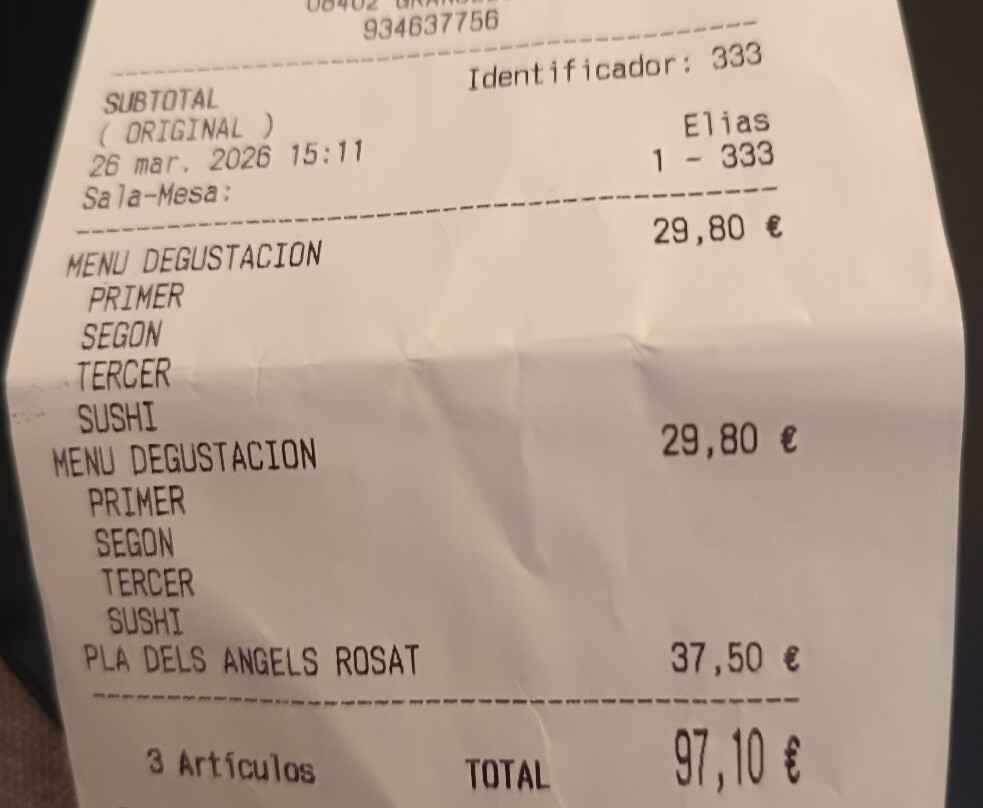 934637756
Identificador: 333
SUBTOTAL
( ORIGINAL )
Elias
26 mar. 2026 15:11
1 - 333
Sala-Mesa:
MENU DEGUSTACION 29,80 €
PRIMER
SEGON
TERCER
SUSHI
MENU DEGUSTACION 29,80 €
PRIMER
SEGON
TERCER
SUSHI
PLA DELS ANGELS ROSAT 37,50 €
3 Artículos TOTAL 97,10 €